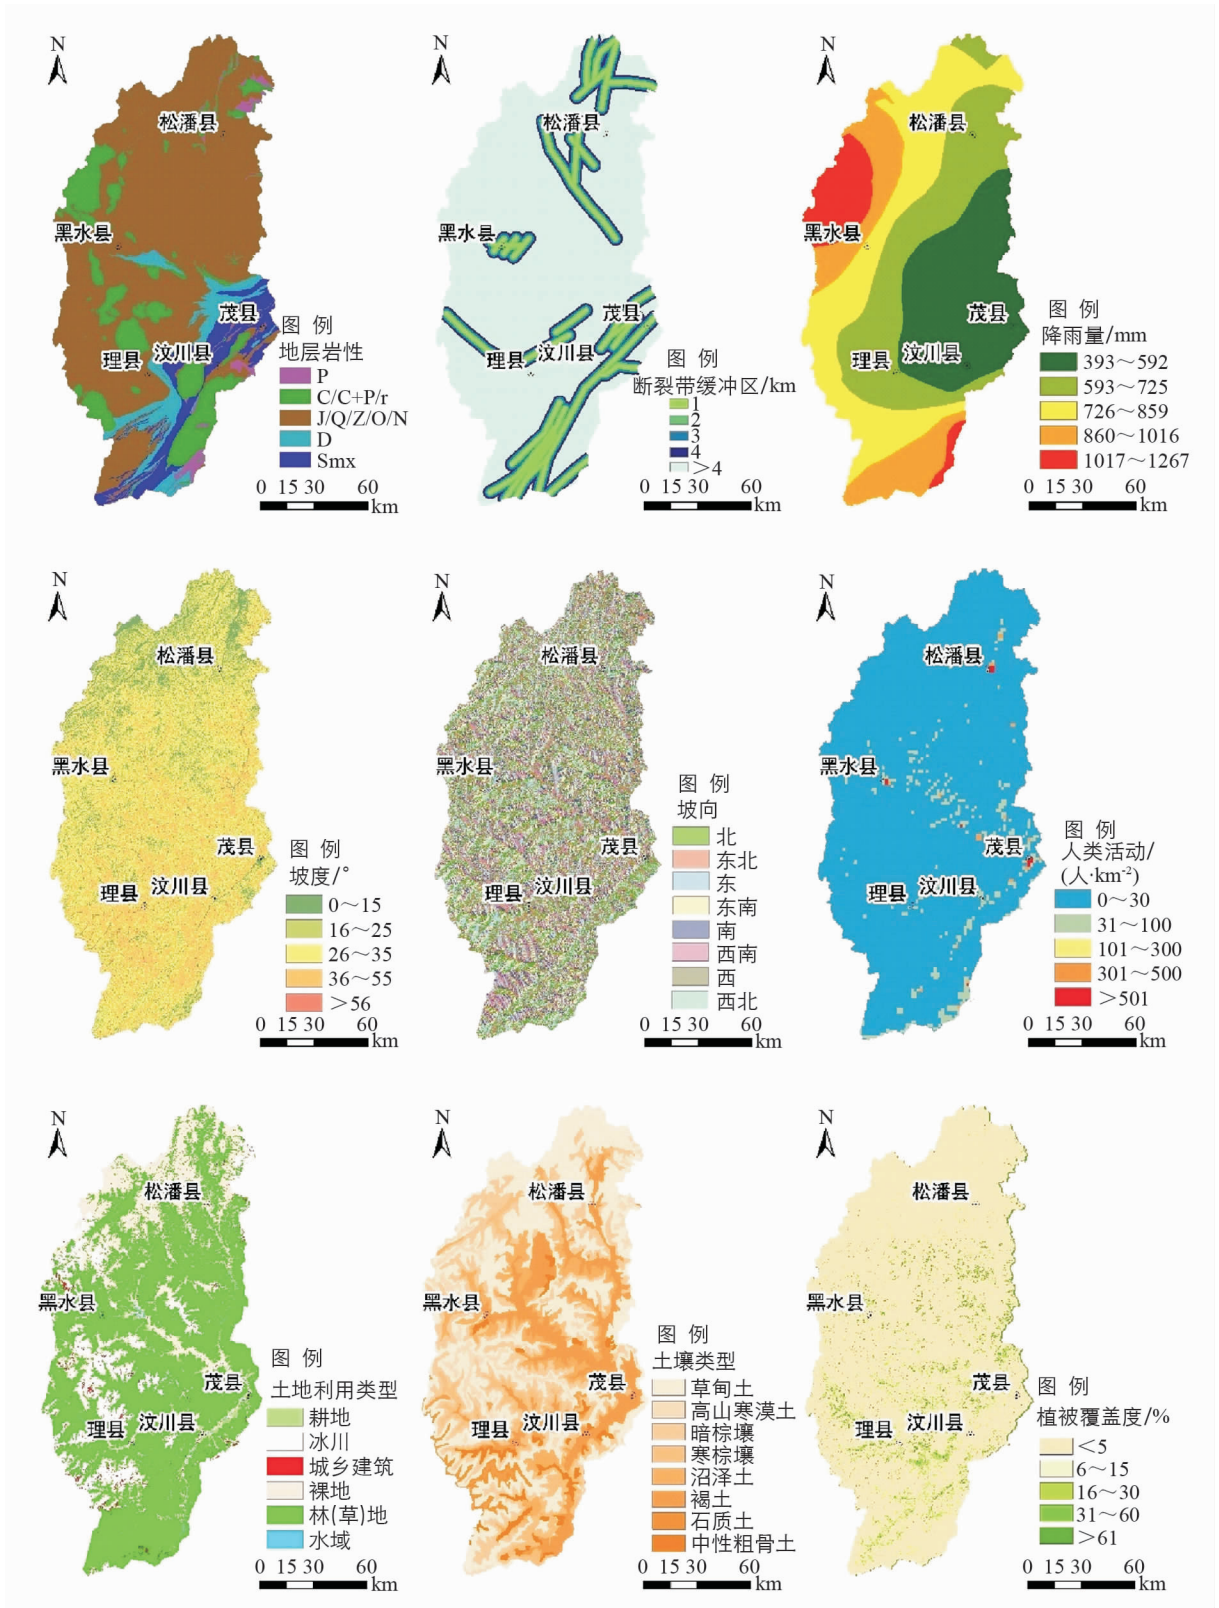 N
松潘县
黑水县
茂县
理县 汶川县
图 例
地层岩性
P
C/C+P/r
J/Q/Z/O/N
D
Smx
0 15 30 60
km
N
松潘县
黑水县
茂县
理县 汶川县
图 例
断裂带缓冲区/km
1
2
3
4
>4
0 15 30 60
km
N
松潘县
黑水县
茂县
理县 汶川县
图 例
降雨量/mm
393～592
593～725
726～859
860～1016
1017～1267
0 15 30 60
km
N
松潘县
黑水县
茂县
理县 汶川县
图 例
坡度/°
0～15
16～25
26～35
36～55
>56
0 15 30 60
km
N
松潘县
黑水县
茂县
理县 汶川县
图 例
坡向
北
东北
东
东南
南
西南
西
西北
0 15 30 60
km
N
松潘县
黑水县
茂县
理县 汶川县
图 例
人类活动/
(人·km⁻²)
0～30
31～100
101～300
301～500
>501
0 15 30 60
km
N
松潘县
黑水县
茂县
理县 汶川县
图 例
土地利用类型
耕地
冰川
城乡建筑
裸地
林(草)地
水域
0 15 30 60
km
N
松潘县
黑水县
茂县
理县 汶川县
图 例
土壤类型
草甸土
高山寒漠土
暗棕壤
寒棕壤
沼泽土
褐土
石质土
中性粗骨土
0 15 30 60
km
N
松潘县
黑水县
茂县
理县 汶川县
图 例
植被覆盖度/%
<5
6～15
16～30
31～60
>61
0 15 30 60
km